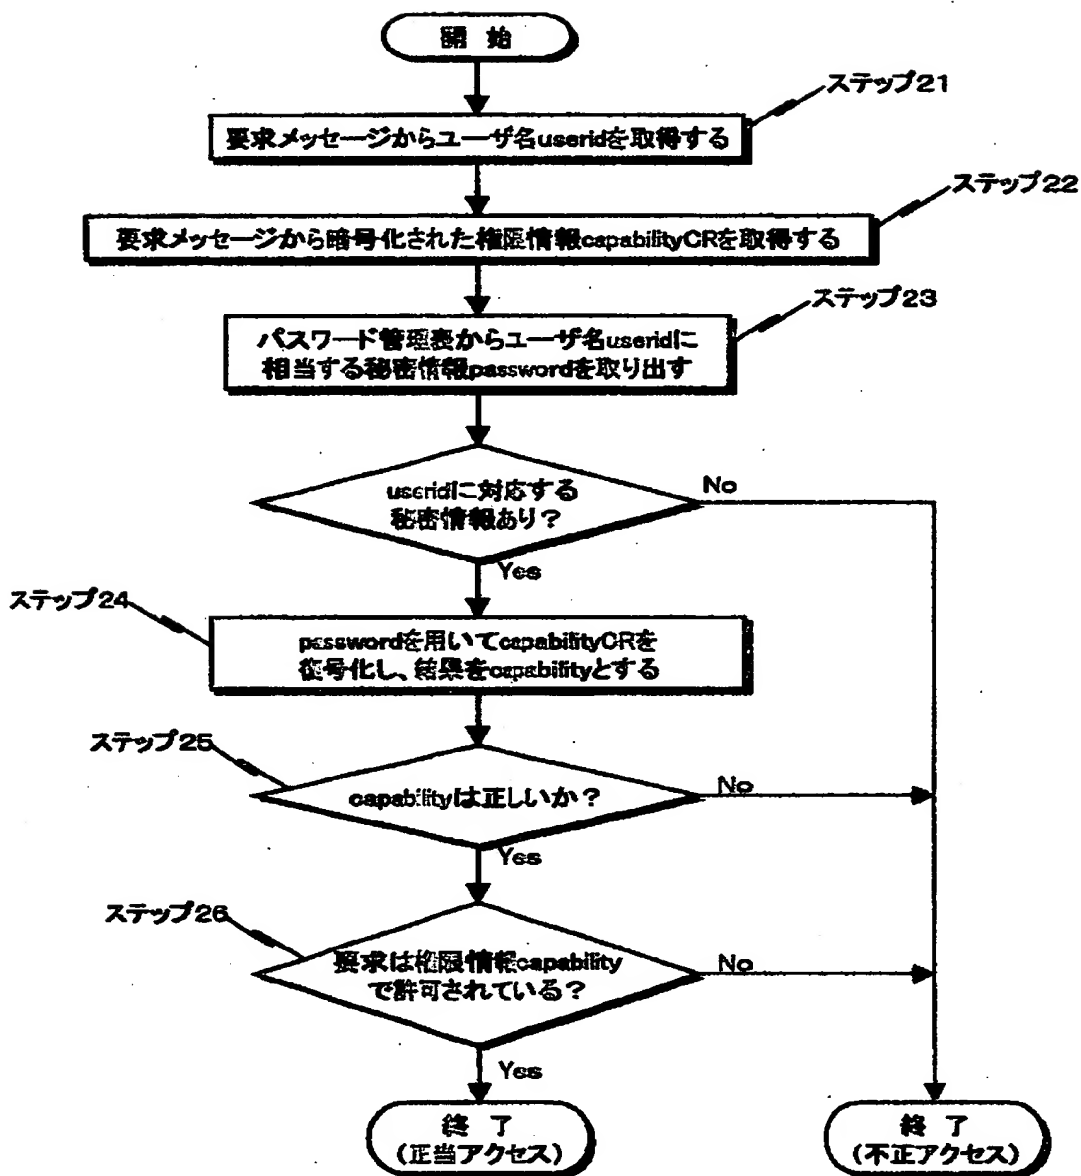 開 始
ステップ21
要求メッセージからユーザ名useridを取得する
ステップ22
要求メッセージから暗号化された権限情報capabilityCRを取得する
ステップ23
パスワード管理表からユーザ名useridに
相当する秘密情報passwordを取り出す
useridに対応する
秘密情報あり？
No
Yes
ステップ24
passwordを用いてcapabilityCRを
復号化し、結果をcapabilityとする
ステップ25
capabilityは正しいか？
No
Yes
ステップ26
要求は権限情報capability
で許可されている？
No
Yes
終 了
(正当アクセス)
終 了
(不正アクセス)